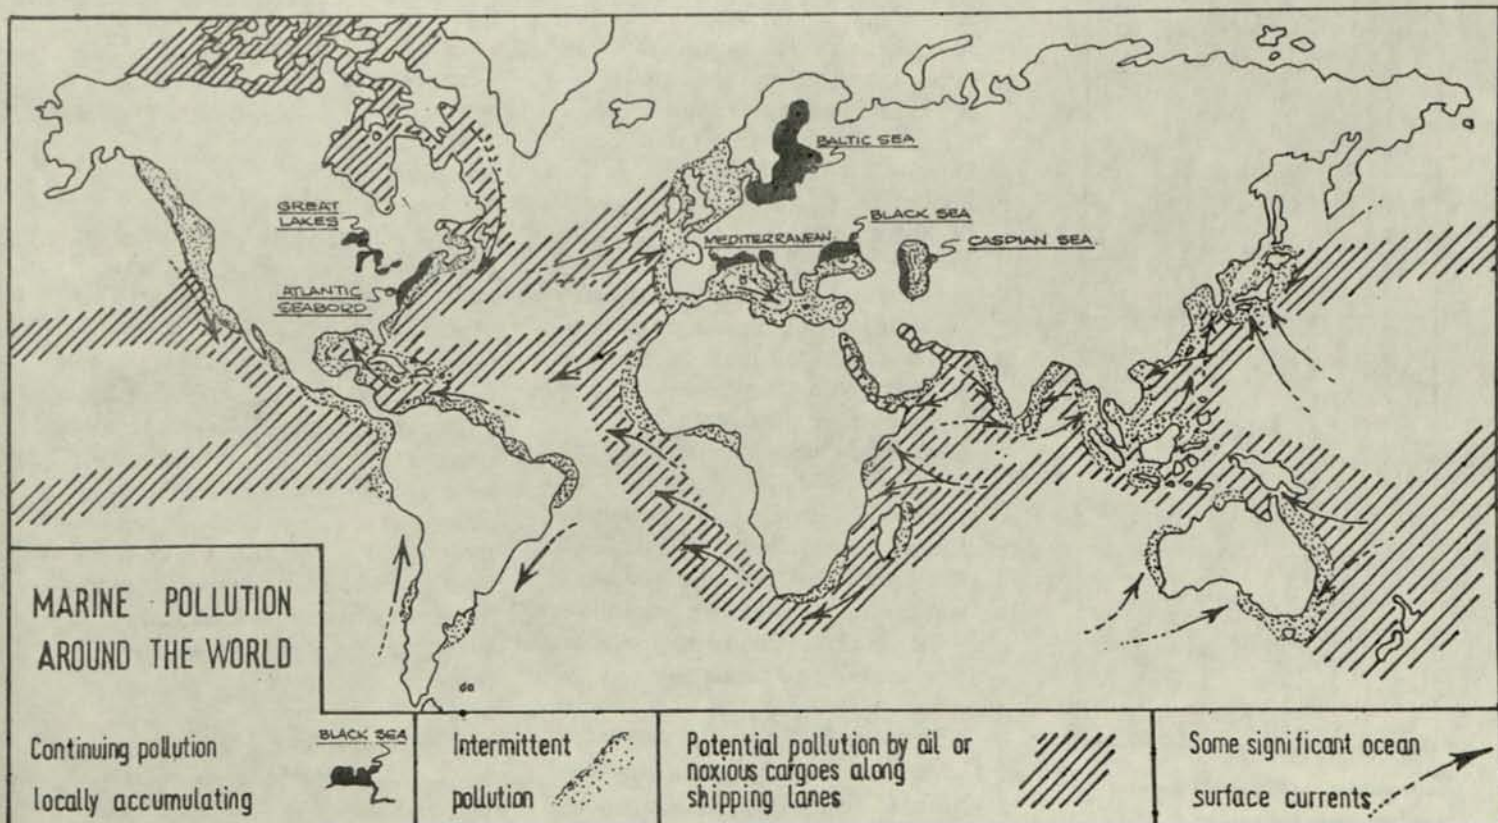 BALTIC SEA
GREAT
LAKES
BLACK SEA
MEDITERRANEAN
CASPIAN SEA
ATLANTIC
SEABORD
MARINE POLLUTION
AROUND THE WORLD
Continuing pollution
locally accumulating
BLACK SEA
Intermittent
pollution
Potential pollution by oil or
noxious cargoes along
shipping lanes
Some significant ocean
surface currents